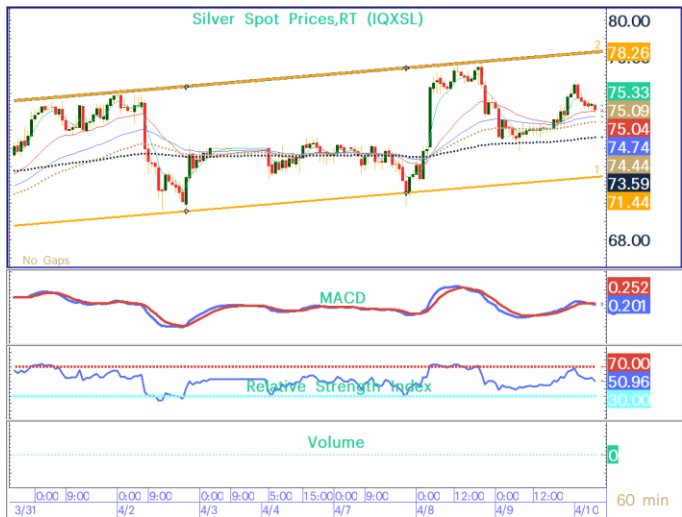 Silver Spot Prices,RT (IQXSL)
80.00
2
78.26
75.33
75.09
75.04
74.74
74.44
73.59
1
71.44
68.00
No Gaps
MACD
0.252
0.201
70.00
50.96
Relative Strength Index
30.00
Volume
0
0:00 9:00 0:00 9:00 0:00 9:00 5:00 15:00 0:00 9:00 0:00 12:00 0:00 12:00
3/31 4/2 4/3 4/4 4/7 4/8 4/9 4/10
60 min